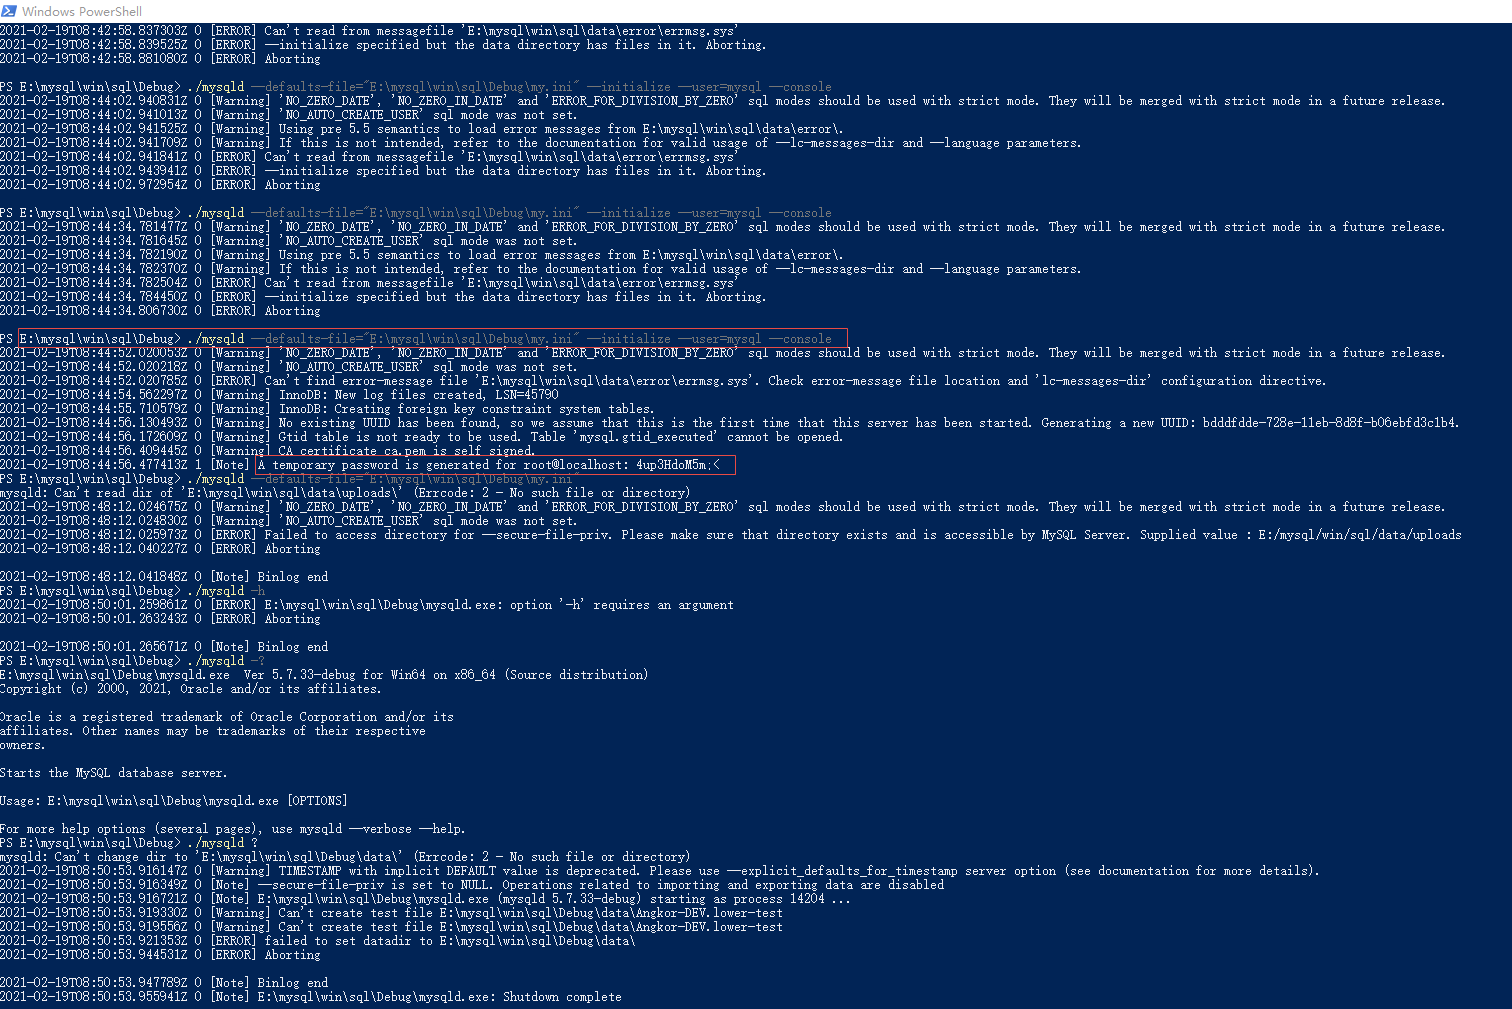 Windows PowerShell
2021-02-19T08:42:58.837303Z 0 [ERROR] Can't read from messagefile 'E:\mysql\win\sql\data\error\errmsg.sys'
2021-02-19T08:42:58.839525Z 0 [ERROR] --initialize specified but the data directory has files in it. Aborting.
2021-02-19T08:42:58.881080Z 0 [ERROR] Aborting
PS E:\mysql\win\sql\Debug> ./mysqld --defaults-file="E:\mysql\win\sql\Debug\my.ini" --initialize --user=mysql --console
2021-02-19T08:44:02.940831Z 0 [Warning] 'NO_ZERO_DATE', 'NO_ZERO_IN_DATE' and 'ERROR_FOR_DIVISION_BY_ZERO' sql modes should be used with strict mode. They will be merged with strict mode in a future release.
2021-02-19T08:44:02.941013Z 0 [Warning] 'NO_AUTO_CREATE_USER' sql mode was not set.
2021-02-19T08:44:02.941525Z 0 [Warning] Using pre 5.5 semantics to load error messages from E:\mysql\win\sql\data\error\.
2021-02-19T08:44:02.941709Z 0 [Warning] If this is not intended, refer to the documentation for valid usage of --lc-messages-dir and --language parameters.
2021-02-19T08:44:02.941841Z 0 [ERROR] Can't read from messagefile 'E:\mysql\win\sql\data\error\errmsg.sys'
2021-02-19T08:44:02.943941Z 0 [ERROR] --initialize specified but the data directory has files in it. Aborting.
2021-02-19T08:44:02.972954Z 0 [ERROR] Aborting
PS E:\mysql\win\sql\Debug> ./mysqld --defaults-file="E:\mysql\win\sql\Debug\my.ini" --initialize --user=mysql --console
2021-02-19T08:44:34.781477Z 0 [Warning] 'NO_ZERO_DATE', 'NO_ZERO_IN_DATE' and 'ERROR_FOR_DIVISION_BY_ZERO' sql modes should be used with strict mode. They will be merged with strict mode in a future release.
2021-02-19T08:44:34.781645Z 0 [Warning] 'NO_AUTO_CREATE_USER' sql mode was not set.
2021-02-19T08:44:34.782190Z 0 [Warning] Using pre 5.5 semantics to load error messages from E:\mysql\win\sql\data\error\.
2021-02-19T08:44:34.782370Z 0 [Warning] If this is not intended, refer to the documentation for valid usage of --lc-messages-dir and --language parameters.
2021-02-19T08:44:34.782504Z 0 [ERROR] Can't read from messagefile 'E:\mysql\win\sql\data\error\errmsg.sys'
2021-02-19T08:44:34.784450Z 0 [ERROR] --initialize specified but the data directory has files in it. Aborting.
2021-02-19T08:44:34.806730Z 0 [ERROR] Aborting
PS E:\mysql\win\sql\Debug> ./mysqld --defaults-file="E:\mysql\win\sql\Debug\my.ini" --initialize --user=mysql --console
2021-02-19T08:44:52.020053Z 0 [Warning] 'NO_ZERO_DATE', 'NO_ZERO_IN_DATE' and 'ERROR_FOR_DIVISION_BY_ZERO' sql modes should be used with strict mode. They will be merged with strict mode in a future release.
2021-02-19T08:44:52.020218Z 0 [Warning] 'NO_AUTO_CREATE_USER' sql mode was not set.
2021-02-19T08:44:52.020785Z 0 [ERROR] Can't find error-message file 'E:\mysql\win\sql\data\error\errmsg.sys'. Check error-message file location and 'lc-messages-dir' configuration directive.
2021-02-19T08:44:54.562297Z 0 [Warning] InnoDB: New log files created, LSN=45790
2021-02-19T08:44:55.710579Z 0 [Warning] InnoDB: Creating foreign key constraint system tables.
2021-02-19T08:44:56.130493Z 0 [Warning] No existing UUID has been found, so we assume that this is the first time that this server has been started. Generating a new UUID: bdddfdde-728e-11eb-8d8f-b06ebfd3c1b4.
2021-02-19T08:44:56.172609Z 0 [Warning] Gtid table is not ready to be used. Table 'mysql.gtid_executed' cannot be opened.
2021-02-19T08:44:56.409445Z 0 [Warning] CA certificate ca.pem is self signed.
2021-02-19T08:44:56.477413Z 1 [Note] A temporary password is generated for root@localhost: 4up3HdoM5m;<
PS E:\mysql\win\sql\Debug> ./mysqld --defaults-file="E:\mysql\win\sql\Debug\my.ini"
mysqld: Can't read dir of 'E:\mysql\win\sql\data\uploads\' (Errcode: 2 - No such file or directory)
2021-02-19T08:48:12.024675Z 0 [Warning] 'NO_ZERO_DATE', 'NO_ZERO_IN_DATE' and 'ERROR_FOR_DIVISION_BY_ZERO' sql modes should be used with strict mode. They will be merged with strict mode in a future release.
2021-02-19T08:48:12.024830Z 0 [Warning] 'NO_AUTO_CREATE_USER' sql mode was not set.
2021-02-19T08:48:12.025973Z 0 [ERROR] Failed to access directory for --secure-file-priv. Please make sure that directory exists and is accessible by MySQL Server. Supplied value : E:/mysql/win/sql/data/uploads
2021-02-19T08:48:12.040227Z 0 [ERROR] Aborting
2021-02-19T08:48:12.041848Z 0 [Note] Binlog end
PS E:\mysql\win\sql\Debug> ./mysqld -h
2021-02-19T08:50:01.259861Z 0 [ERROR] E:\mysql\win\sql\Debug\mysqld.exe: option '-h' requires an argument
2021-02-19T08:50:01.263243Z 0 [ERROR] Aborting
2021-02-19T08:50:01.265671Z 0 [Note] Binlog end
PS E:\mysql\win\sql\Debug> ./mysqld -?
E:\mysql\win\sql\Debug\mysqld.exe  Ver 5.7.33-debug for Win64 on x86_64 (Source distribution)
Copyright (c) 2000, 2021, Oracle and/or its affiliates.
Oracle is a registered trademark of Oracle Corporation and/or its
affiliates. Other names may be trademarks of their respective
owners.
Starts the MySQL database server.
Usage: E:\mysql\win\sql\Debug\mysqld.exe [OPTIONS]
For more help options (several pages), use mysqld --verbose --help.
PS E:\mysql\win\sql\Debug> ./mysqld ?
mysqld: Can't change dir to 'E:\mysql\win\sql\Debug\data\' (Errcode: 2 - No such file or directory)
2021-02-19T08:50:53.916147Z 0 [Warning] TIMESTAMP with implicit DEFAULT value is deprecated. Please use --explicit_defaults_for_timestamp server option (see documentation for more details).
2021-02-19T08:50:53.916349Z 0 [Note] --secure-file-priv is set to NULL. Operations related to importing and exporting data are disabled
2021-02-19T08:50:53.916721Z 0 [Note] E:\mysql\win\sql\Debug\mysqld.exe (mysqld 5.7.33-debug) starting as process 14204 ...
2021-02-19T08:50:53.919330Z 0 [Warning] Can't create test file E:\mysql\win\sql\Debug\data\Angkor-DEV.lower-test
2021-02-19T08:50:53.919556Z 0 [Warning] Can't create test file E:\mysql\win\sql\Debug\data\Angkor-DEV.lower-test
2021-02-19T08:50:53.921353Z 0 [ERROR] failed to set datadir to E:\mysql\win\sql\Debug\data\
2021-02-19T08:50:53.944531Z 0 [ERROR] Aborting
2021-02-19T08:50:53.947789Z 0 [Note] Binlog end
2021-02-19T08:50:53.955941Z 0 [Note] E:\mysql\win\sql\Debug\mysqld.exe: Shutdown complete